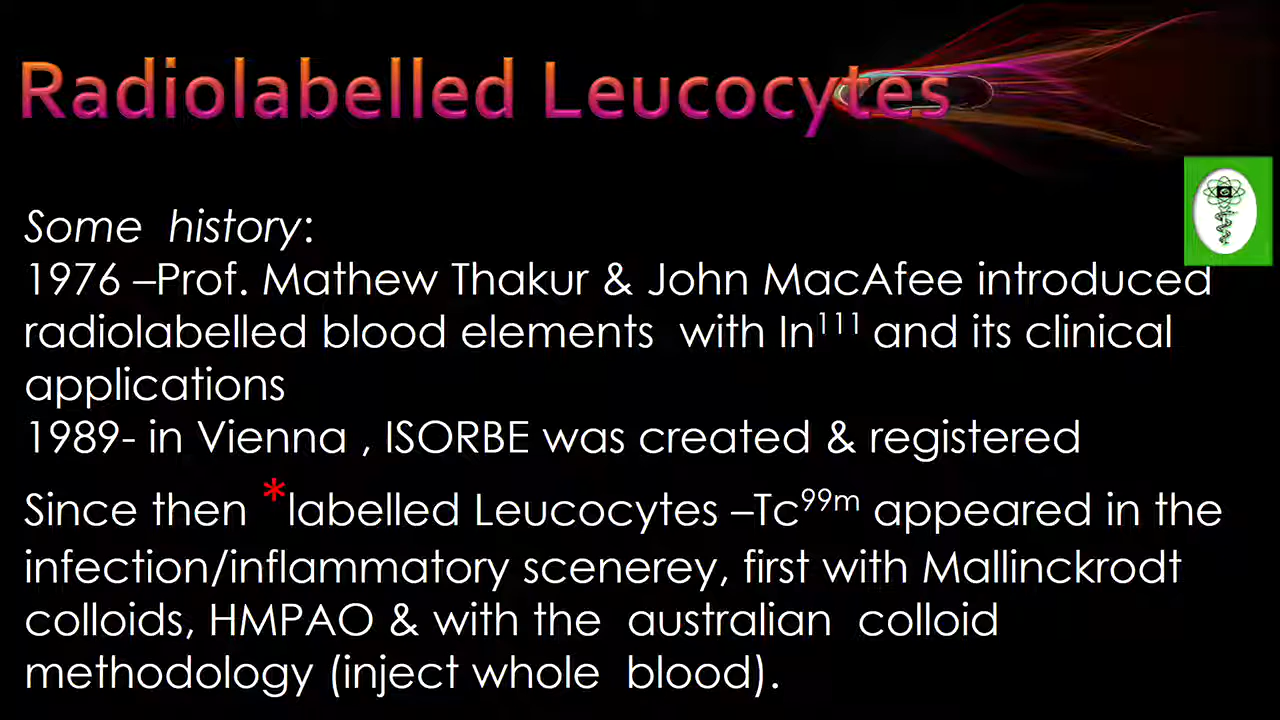 Radiolabelled Leucocytes
Some history:
1976 –Prof. Mathew Thakur & John MacAfee introduced
radiolabelled blood elements with In¹¹¹ and its clinical
applications
1989- in Vienna , ISORBE was created & registered
Since then *labelled Leucocytes –Tc⁹⁹ᵐ appeared in the
infection/inflammatory scenerey, first with Mallinckrodt
colloids, HMPAO & with the australian colloid
methodology (inject whole blood).